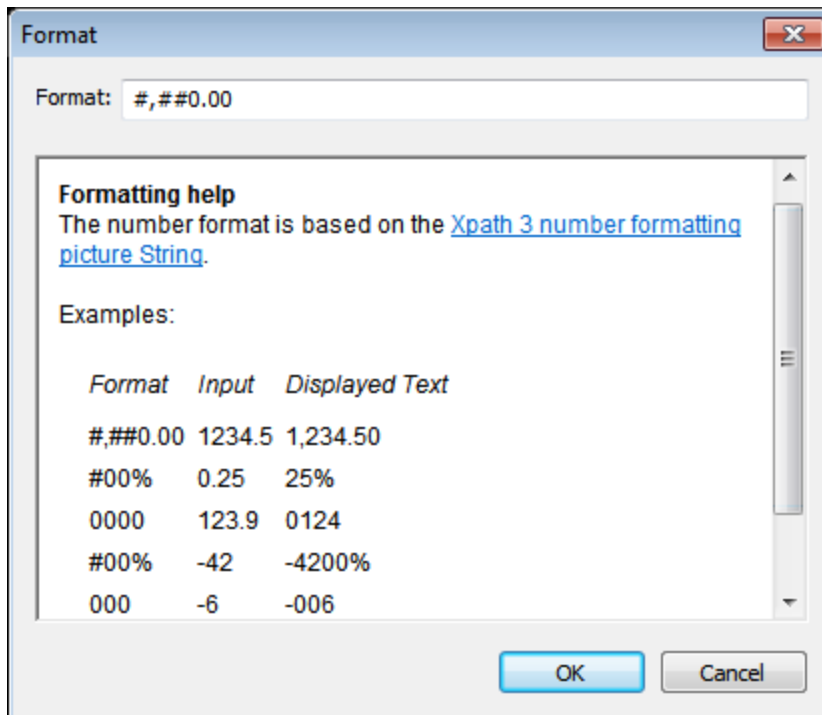 Format
Format: #,##0.00
Formatting help
The number format is based on the Xpath 3 number formatting
picture String.
Examples:
Format Input Displayed Text
#,##0.00 1234.5 1,234.50
#00% 0.25 25%
0000 123.9 0124
#00% -42 -4200%
000 -6 -006
OK Cancel